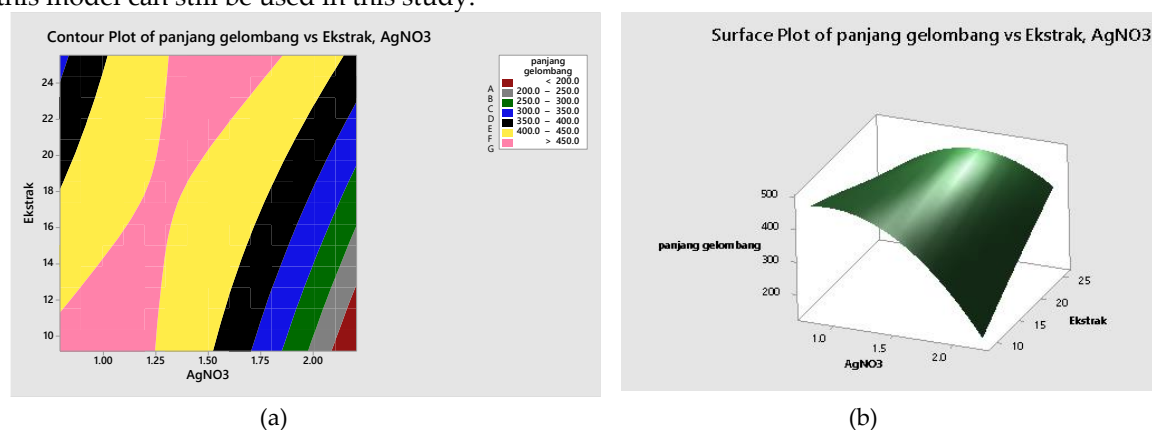 this model can still be used in this study.
Contour Plot of panjang gelombang vs Ekstrak, AgNO3
panjang
gelombang
< 200.0
A 200.0 – 250.0
B 250.0 – 300.0
C 300.0 – 350.0
D 350.0 – 400.0
E 400.0 – 450.0
F > 450.0
G
24
22
20
18
16
14
12
10
Ekstrak
1.00 1.25 1.50 1.75 2.00
AgNO3
(a)
Surface Plot of panjang gelombang vs Ekstrak, AgNO3
500
400
300
200
panjang gelombang
1.0 1.5 2.0
AgNO3
10 15 20 25
Ekstrak
(b)